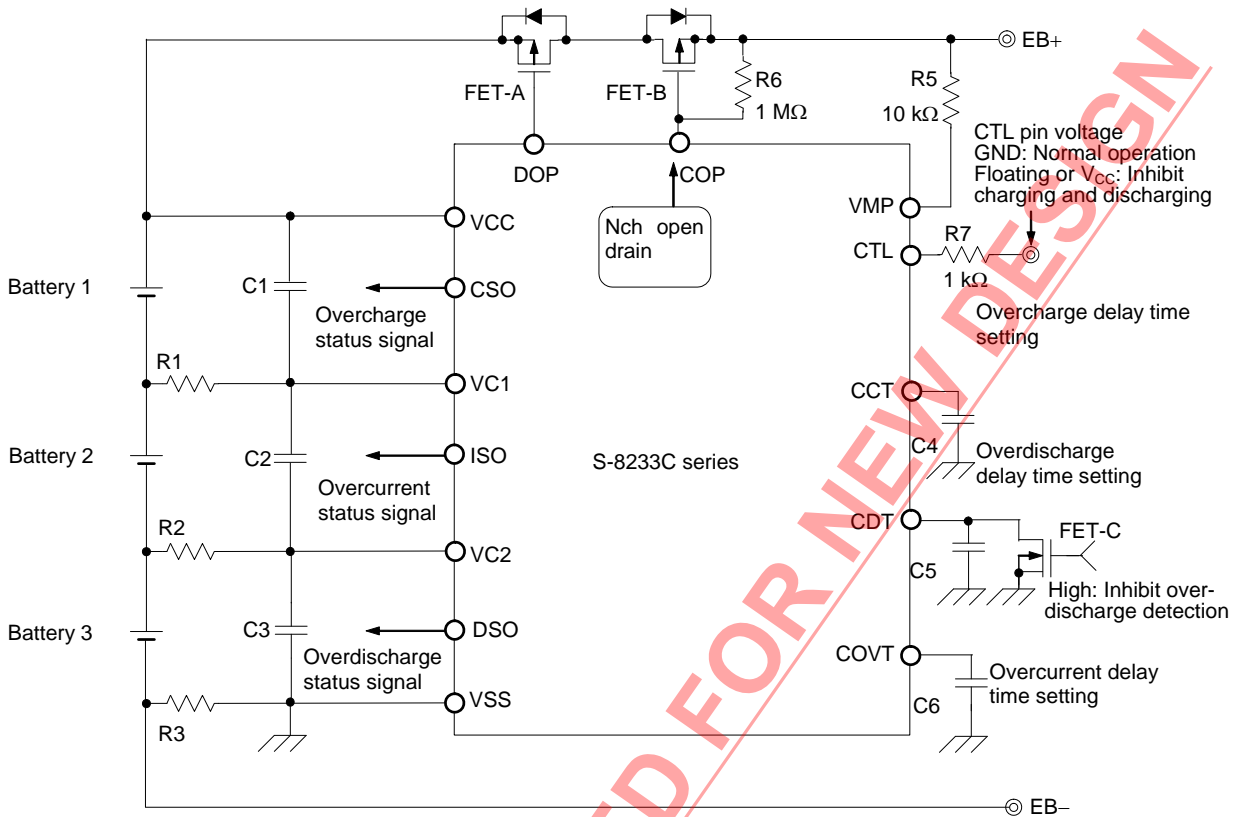 EB+
FET-A
FET-B
R6
1 MΩ
R5
10 kΩ
CTL pin voltage
GND: Normal operation
Floating or VCC: Inhibit
charging and discharging
DOP
COP
Nch open
drain
VMP
CTL
R7
1 kΩ
VCC
Battery 1
C1
CSO
Overcharge
status signal
Overcharge delay time
setting
R1
VC1
CCT
C4
Battery 2
C2
ISO
S-8233C series
Overdischarge
delay time setting
Overcurrent
status signal
R2
VC2
CDT
FET-C
C5
High: Inhibit over-
discharge detection
Battery 3
C3
DSO
Overdischarge
status signal
COVT
Overcurrent delay
time setting
C6
R3
VSS
EB−
ED FOR NEW DESIGN